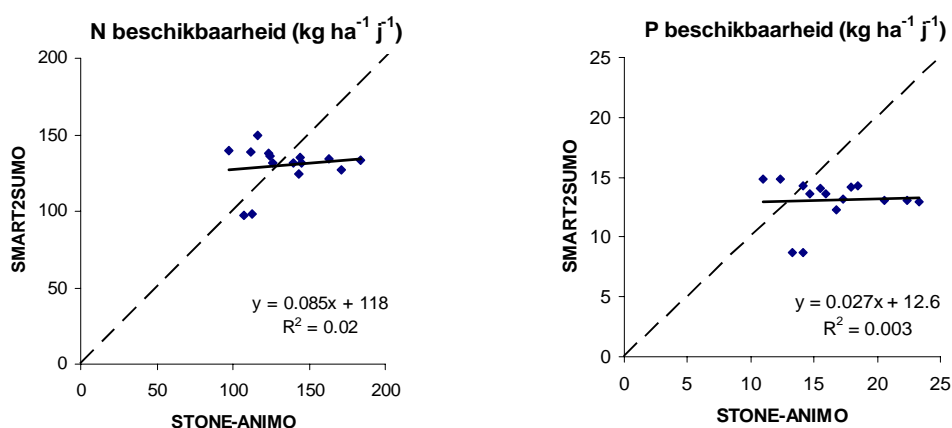 N beschikbaarheid (kg ha⁻¹ j⁻¹)
200
150
100
50
0
SMART2SUMO
y = 0.085x + 118
R² = 0.02
0 50 100 150 200
STONE-ANIMO
P beschikbaarheid (kg ha⁻¹ j⁻¹)
25
20
15
10
5
0
SMART2SUMO
y = 0.027x + 12.6
R² = 0.003
0 5 10 15 20 25
STONE-ANIMO